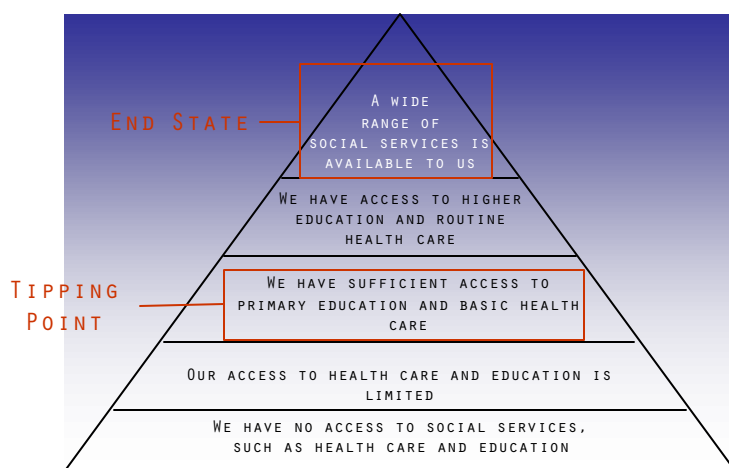 A wide
range of
social services is
available to us
End State
We have access to higher
education and routine
health care
We have sufficient access to
primary education and basic health
care
Tipping
Point
Our access to health care and education is
limited
We have no access to social services,
such as health care and education